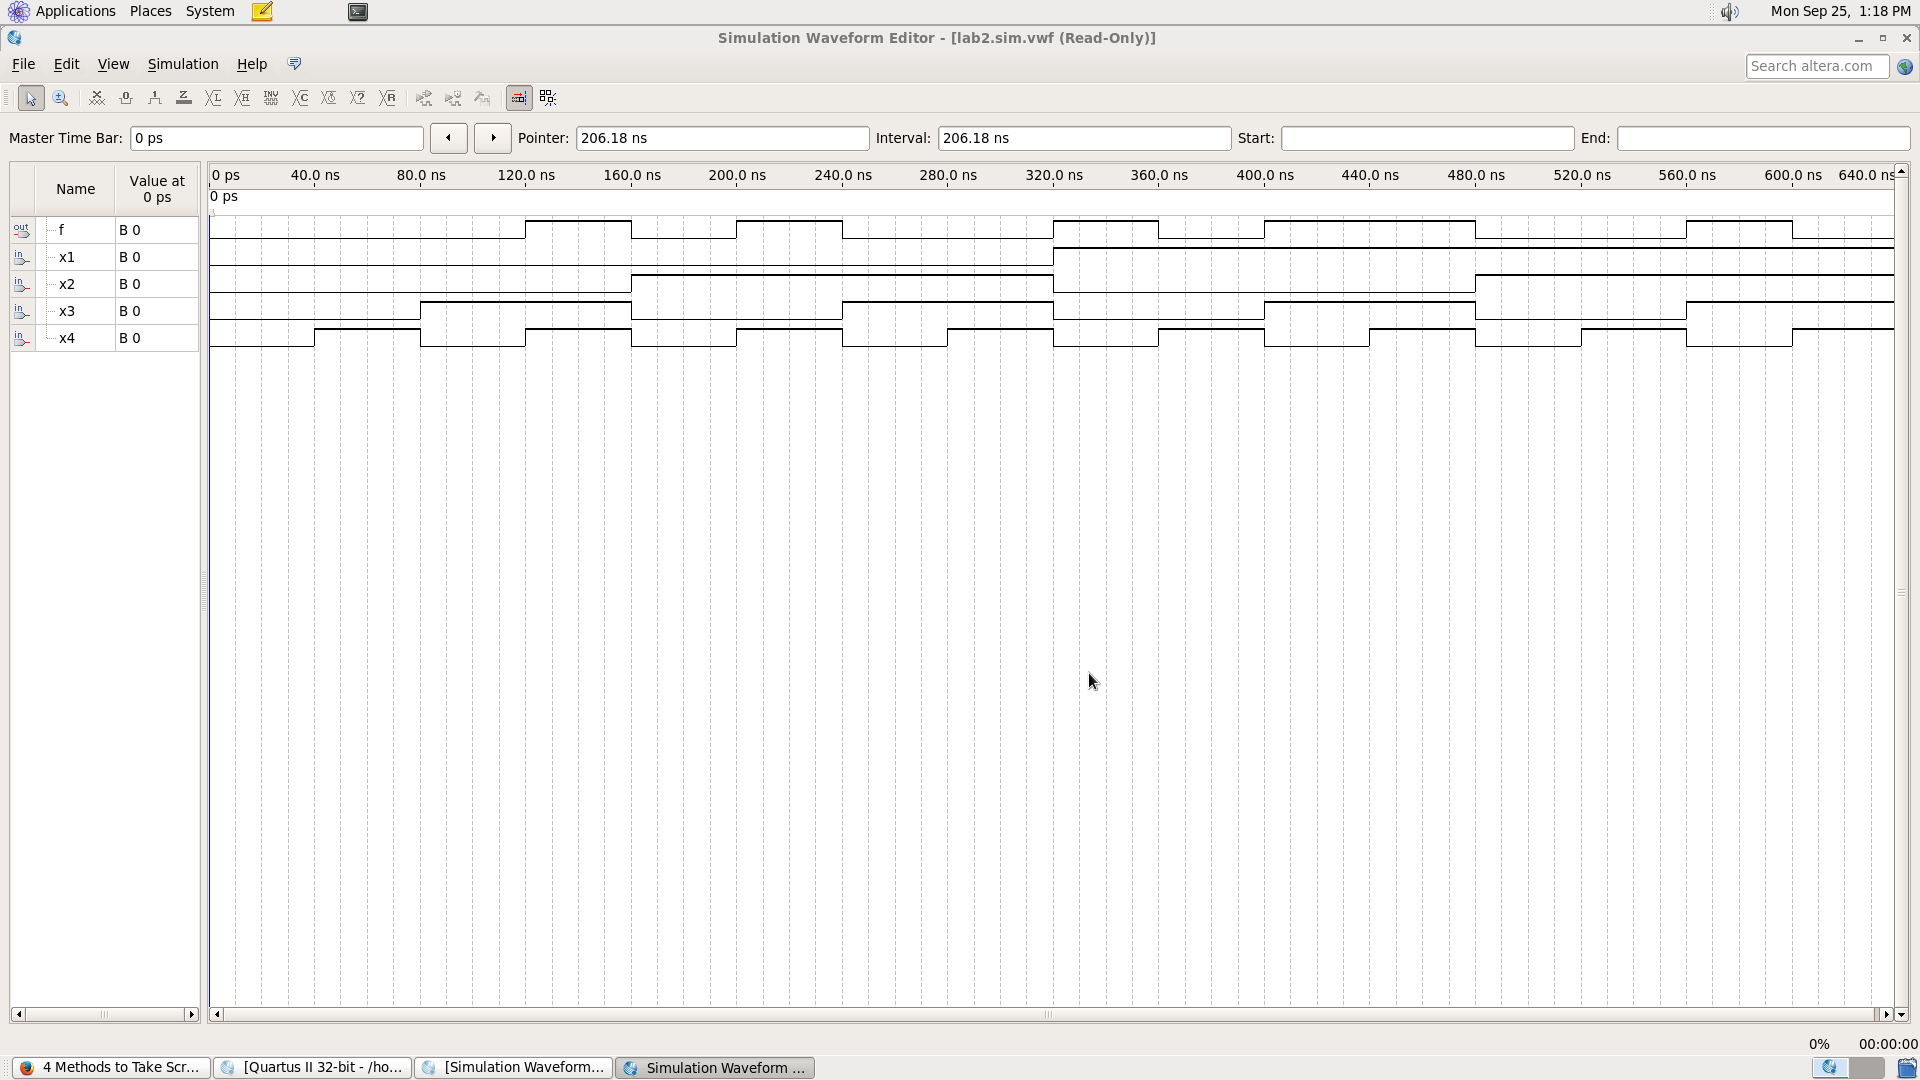 Applications Places System Mon Sep 25, 1:18 PM
Simulation Waveform Editor - [lab2.sim.vwf (Read-Only)]
File Edit View Simulation Help Search altera.com
Master Time Bar: 0 ps Pointer: 206.18 ns Interval: 206.18 ns Start: End:
Name Value at 0 ps
0 ps 40.0 ns 80.0 ns 120.0 ns 160.0 ns 200.0 ns 240.0 ns 280.0 ns 320.0 ns 360.0 ns 400.0 ns 440.0 ns 480.0 ns 520.0 ns 560.0 ns 600.0 ns 640.0 ns
0 ps
out f B 0
in x1 B 0
in x2 B 0
in x3 B 0
in x4 B 0
0% 00:00:00
4 Methods to Take Scr... [Quartus II 32-bit - /ho... [Simulation Waveform... Simulation Waveform ...